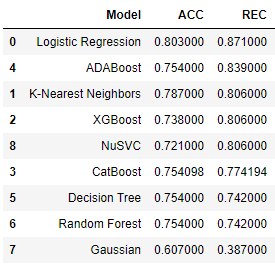 Model ACC REC
0 Logistic Regression 0.803000 0.871000
4 ADABoost 0.754000 0.839000
1 K-Nearest Neighbors 0.787000 0.806000
2 XGBoost 0.738000 0.806000
8 NuSVC 0.721000 0.806000
3 CatBoost 0.754098 0.774194
5 Decision Tree 0.754000 0.742000
6 Random Forest 0.754000 0.742000
7 Gaussian 0.607000 0.387000